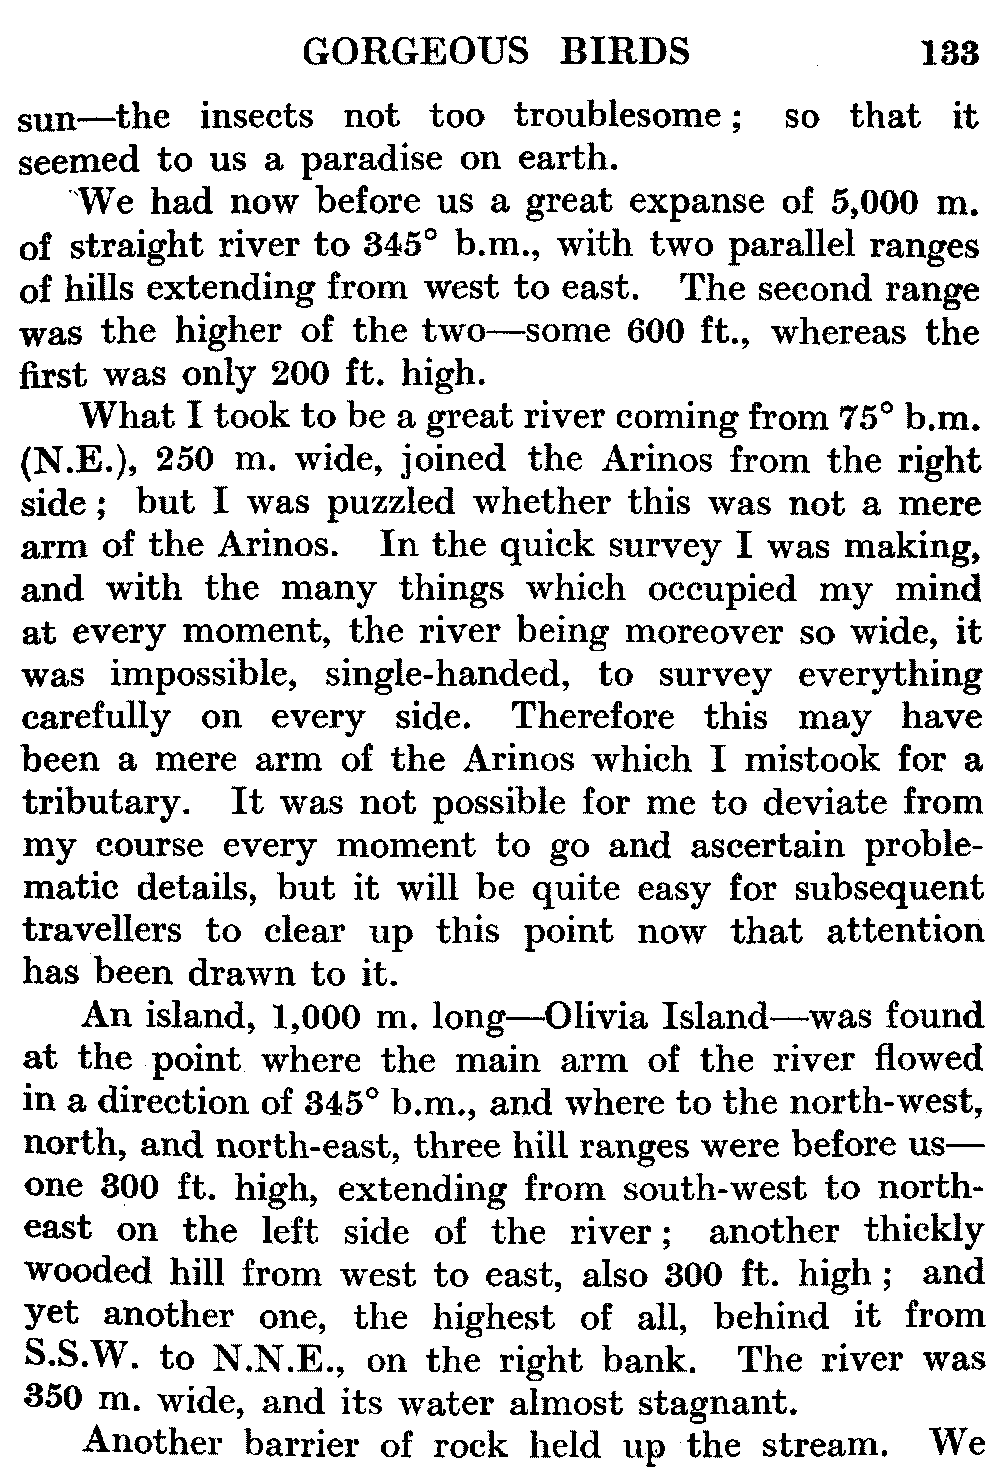 GORGEOUS BIRDS 133
sun—the insects not too troublesome; so that it
seemed to us a paradise on earth.
We had now before us a great expanse of 5,000 m.
of straight river to 345° b.m., with two parallel ranges
of hills extending from west to east. The second range
was the higher of the two—some 600 ft., whereas the
first was only 200 ft. high.
What I took to be a great river coming from 75° b.m.
(N.E.), 250 m. wide, joined the Arinos from the right
side; but I was puzzled whether this was not a mere
arm of the Arinos. In the quick survey I was making,
and with the many things which occupied my mind
at every moment, the river being moreover so wide, it
was impossible, single-handed, to survey everything
carefully on every side. Therefore this may have
been a mere arm of the Arinos which I mistook for a
tributary. It was not possible for me to deviate from
my course every moment to go and ascertain proble-
matic details, but it will be quite easy for subsequent
travellers to clear up this point now that attention
has been drawn to it.
An island, 1,000 m. long—Olivia Island—was found
at the point where the main arm of the river flowed
in a direction of 345° b.m., and where to the north-west,
north, and north-east, three hill ranges were before us—
one 300 ft. high, extending from south-west to north-
east on the left side of the river; another thickly
wooded hill from west to east, also 300 ft. high; and
yet another one, the highest of all, behind it from
S.S.W. to N.N.E., on the right bank. The river was
350 m. wide, and its water almost stagnant.
Another barrier of rock held up the stream. We